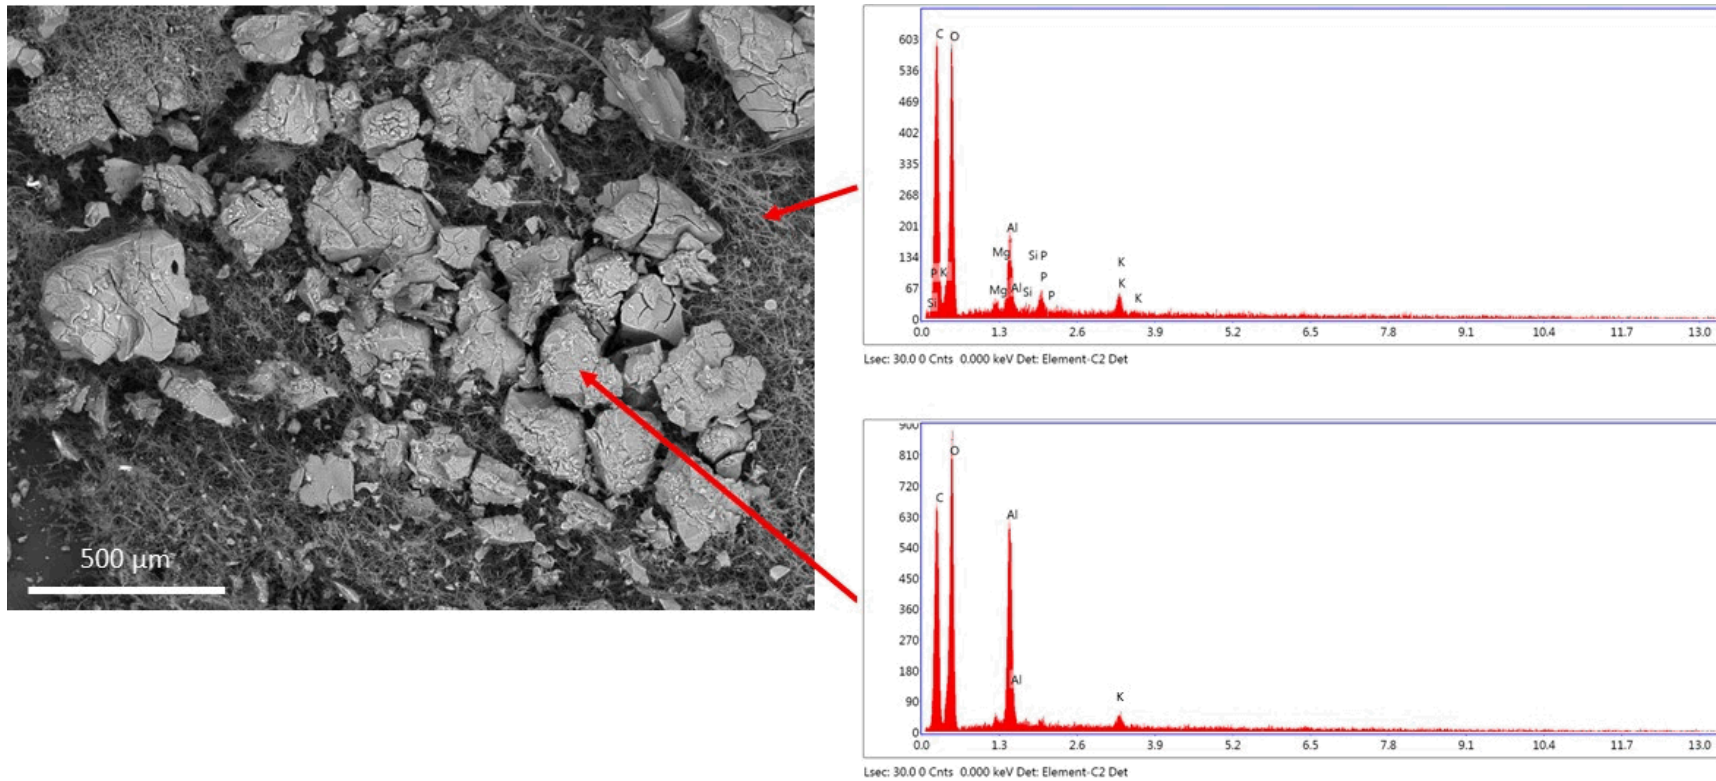 500 μm
603
536
469
402
335
268
201
134
67
0
C
O
P
K
Si
Mg
Al
Si P
K
Mg
Al
Si
P
P
K
K
0.0 1.3 2.6 3.9 5.2 6.5 7.8 9.1 10.4 11.7 13.0
Lsec: 30.0 0 Cnts 0.000 keV Det: Element-C2 Det
900
810
720
630
540
450
360
270
180
90
0
C
O
Al
Al
K
0.0 1.3 2.6 3.9 5.2 6.5 7.8 9.1 10.4 11.7 13.0
Lsec: 30.0 0 Cnts 0.000 keV Det: Element-C2 Det